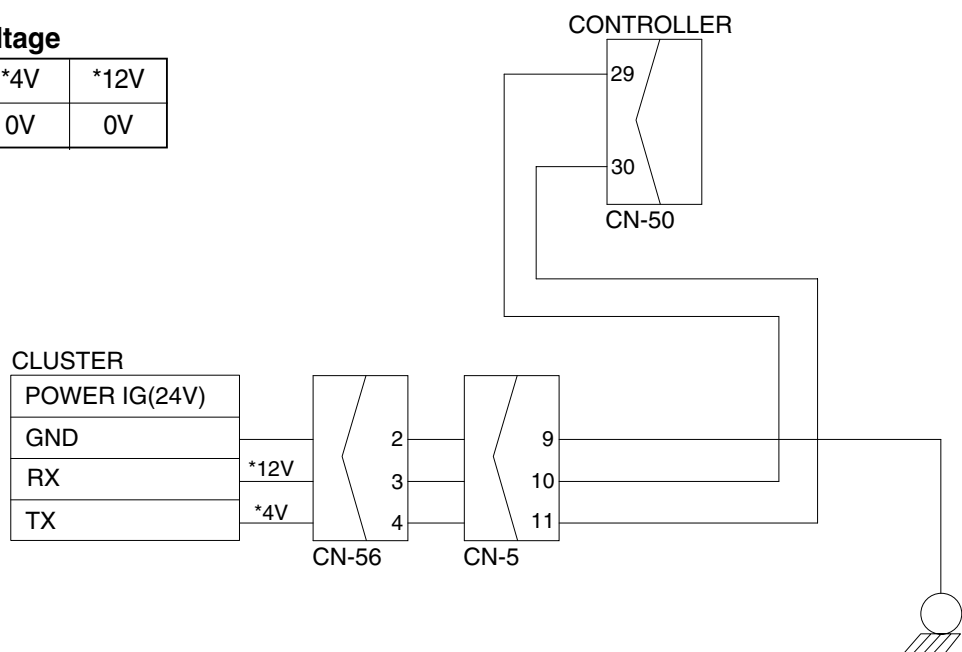 CONTROLLER
*4V *12V
0V 0V
29
30
CN-50
CLUSTER
POWER IG(24V)
GND 2 9
RX *12V 3 10
TX *4V 4 11
CN-56 CN-5